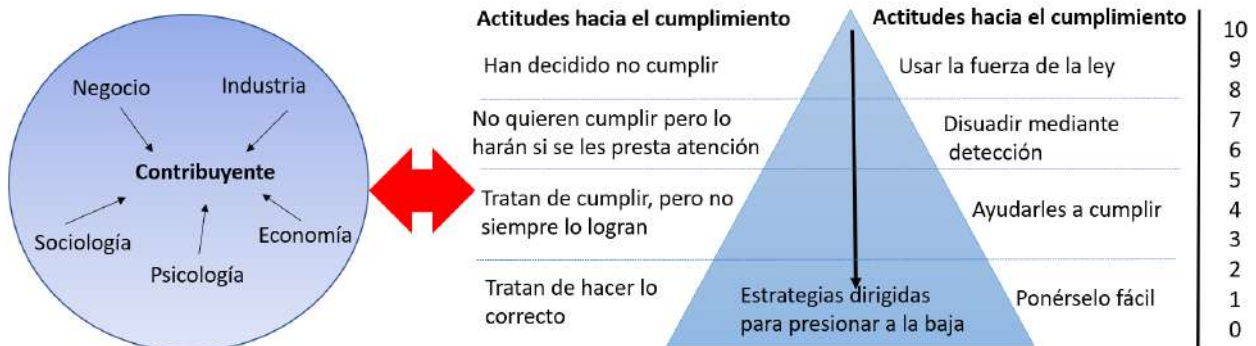 Negocio
Industria
Contribuyente
Sociología
Psicología
Economía
Actitudes hacia el cumplimiento
Han decidido no cumplir
No quieren cumplir pero lo
harán si se les presta atención
Tratan de cumplir, pero no
siempre lo logran
Tratan de hacer lo
correcto
Estrategias dirigidas
para presionar a la baja
Actitudes hacia el cumplimiento
Usar la fuerza de la ley
Disuadir mediante
detección
Ayudarles a cumplir
Ponérselo fácil
10
9
8
7
6
5
4
3
2
1
0